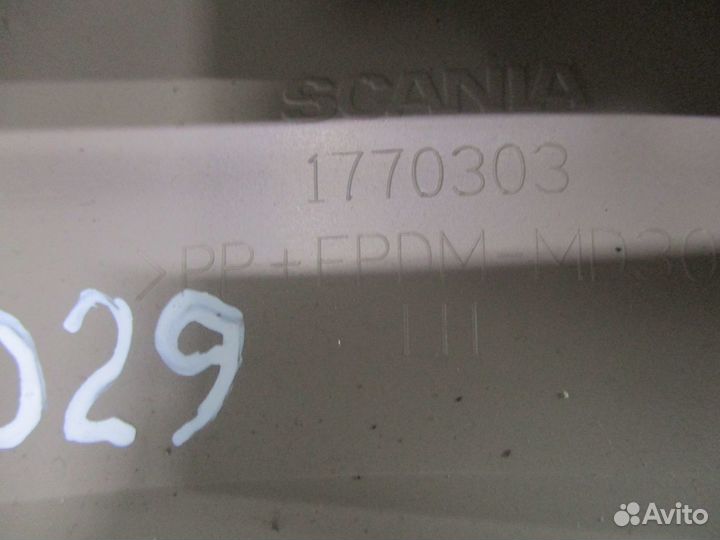 SCANIA
1770303
>PP+EPDM-MD30
029
Avito